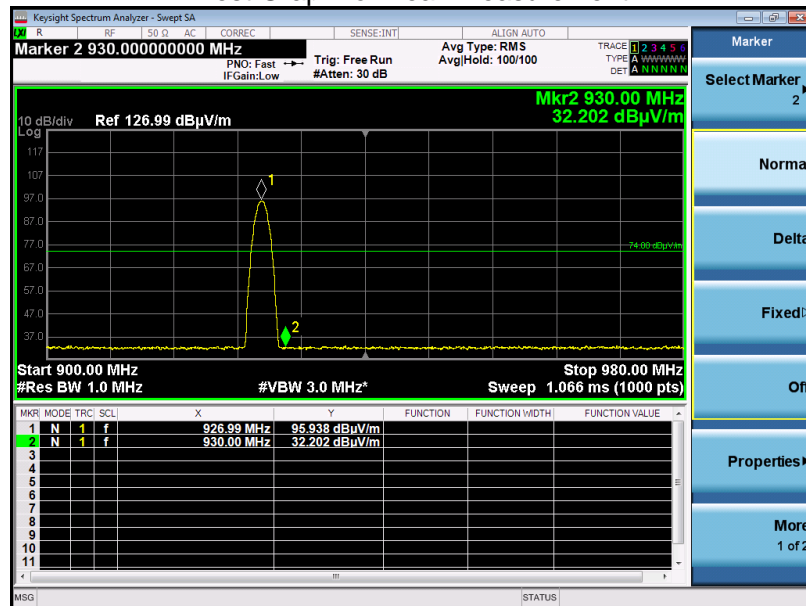 Keysight Spectrum Analyzer - Swept SA
LXI R RF 50 Ω AC CORREC SENSE:INT ALIGN AUTO
Marker 2 930.000000000 MHz
PNO: Fast
IFGain:Low
Trig: Free Run
#Atten: 30 dB
Avg Type: RMS
Avg|Hold: 100/100
TRACE 1 2 3 4 5 6
TYPE A WWWWW
DET A N N N N N
Mkr2 930.00 MHz
32.202 dBµV/m
10 dB/div Ref 126.99 dBµV/m
Log
117
107
97.0
87.0
77.0
67.0
57.0
47.0
37.0
1
2
74.00 dBµV/m
Start 900.00 MHz Stop 980.00 MHz
#Res BW 1.0 MHz #VBW 3.0 MHz* Sweep 1.066 ms (1000 pts)
MKR MODE TRC SCL X Y FUNCTION FUNCTION WIDTH FUNCTION VALUE
1 N 1 f 926.99 MHz 95.938 dBµV/m
2 N 1 f 930.00 MHz 32.202 dBµV/m
3
4
5
6
7
8
9
10
11
MSG STATUS
Marker
Select Marker
2
Norma
Delta
Fixed
Off
Properties
More
1 of 2